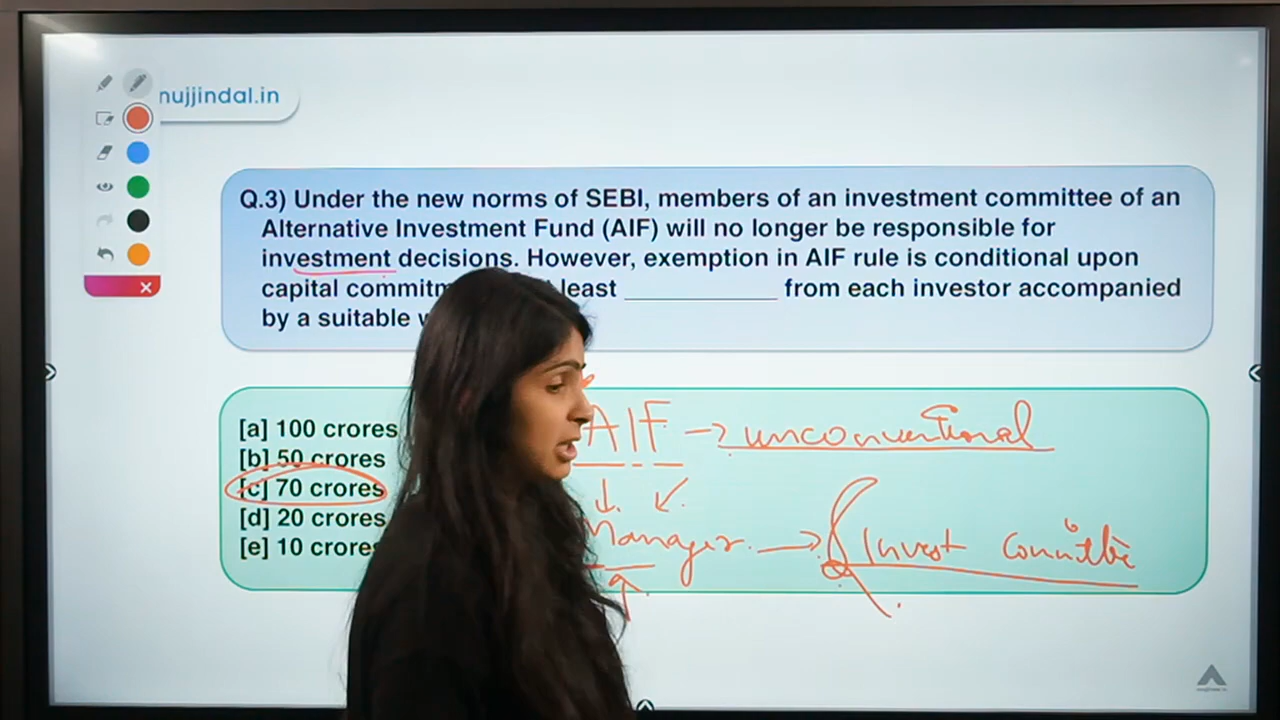 nujjindal.in
Q.3) Under the new norms of SEBI, members of an investment committee of an
Alternative Investment Fund (AIF) will no longer be responsible for
investment decisions. However, exemption in AIF rule is conditional upon
capital least __________ from each investor accompanied
by a suitable
[a] 100 crores
[b] 50 crores
[c] 70 crores
[d] 20 crores
[e] 10 crores
AIF → unconventional
Manager → Invest Committee